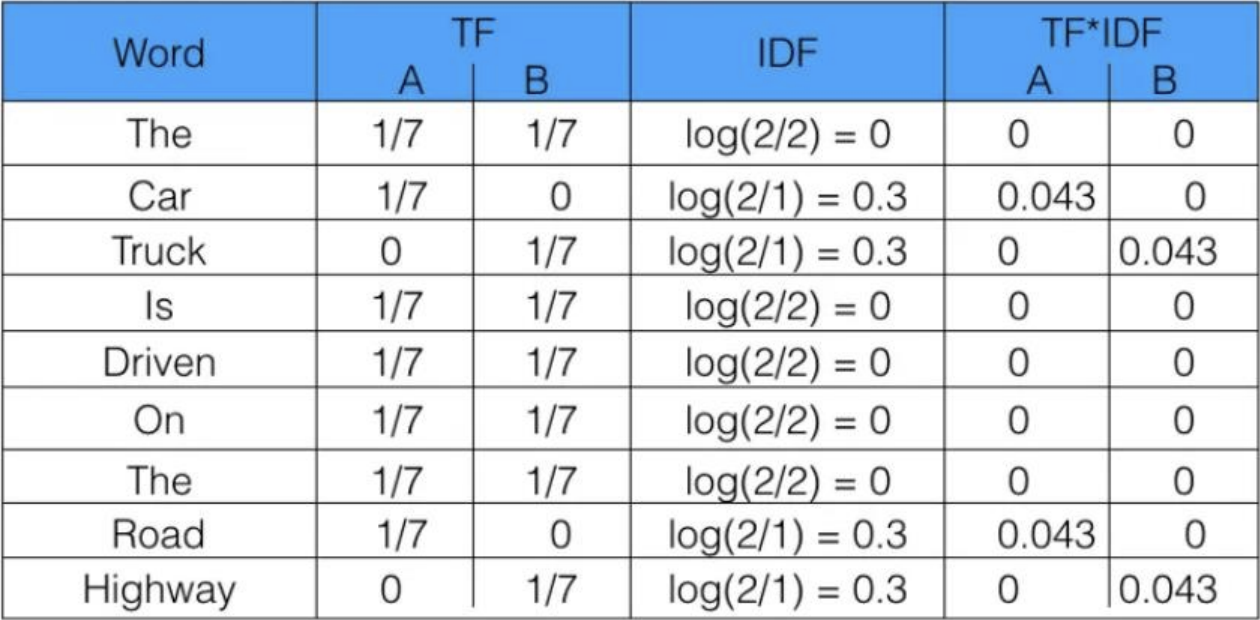 Word TF IDF TF*IDF
A B A B
The 1/7 1/7 log(2/2) = 0 0 0
Car 1/7 0 log(2/1) = 0.3 0.043 0
Truck 0 1/7 log(2/1) = 0.3 0 0.043
Is 1/7 1/7 log(2/2) = 0 0 0
Driven 1/7 1/7 log(2/2) = 0 0 0
On 1/7 1/7 log(2/2) = 0 0 0
The 1/7 1/7 log(2/2) = 0 0 0
Road 1/7 0 log(2/1) = 0.3 0.043 0
Highway 0 1/7 log(2/1) = 0.3 0 0.043